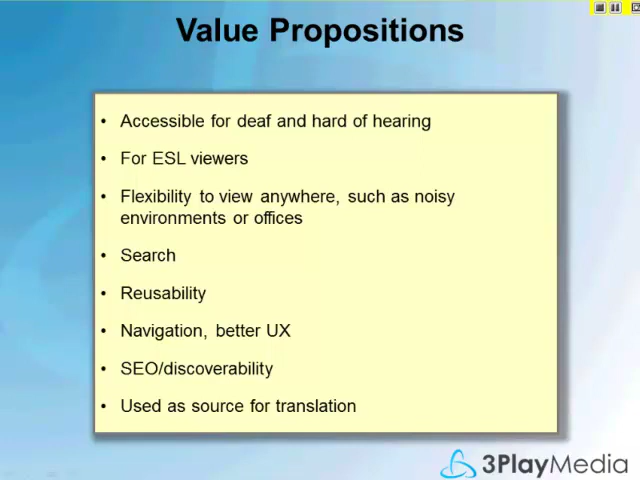 Value Propositions
• Accessible for deaf and hard of hearing
• For ESL viewers
• Flexibility to view anywhere, such as noisy
environments or offices
• Search
• Reusability
• Navigation, better UX
• SEO/discoverability
• Used as source for translation
3PlayMedia